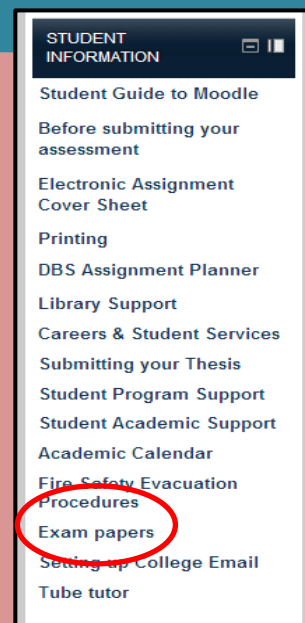 STUDENT
INFORMATION
Student Guide to Moodle
Before submitting your
assessment
Electronic Assignment
Cover Sheet
Printing
DBS Assignment Planner
Library Support
Careers & Student Services
Submitting your Thesis
Student Program Support
Student Academic Support
Academic Calendar
Fire Safety Evacuation
Procedures
Exam papers
Setting up College Email
Tube tutor